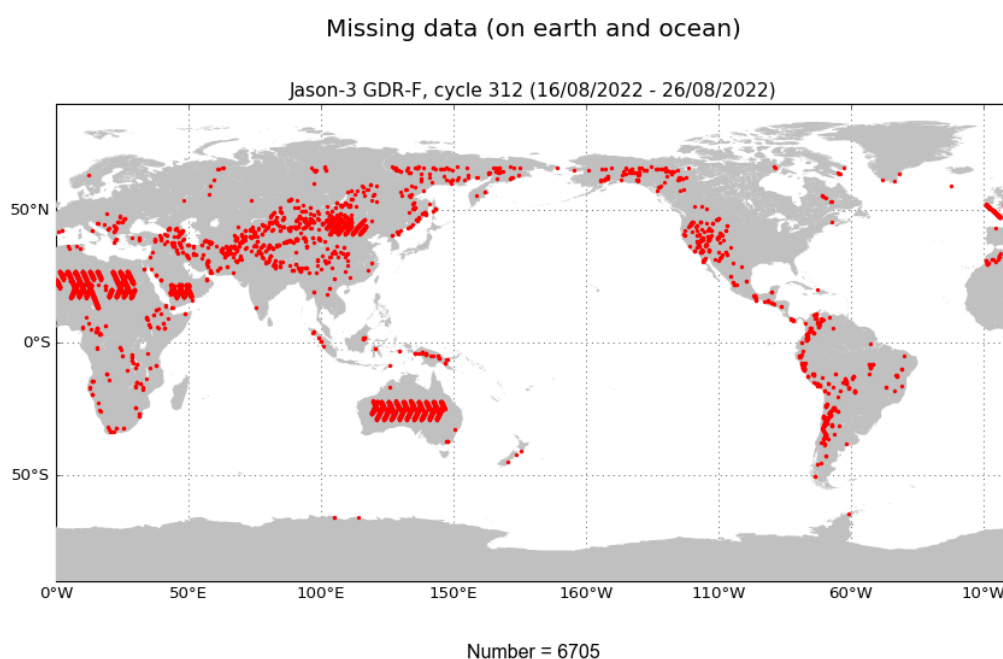 Missing data (on earth and ocean)
Jason-3 GDR-F, cycle 312 (16/08/2022 - 26/08/2022)
50°N
0°S
50°S
0°W 50°E 100°E 150°E 160°W 110°W 60°W 10°W
Number = 6705